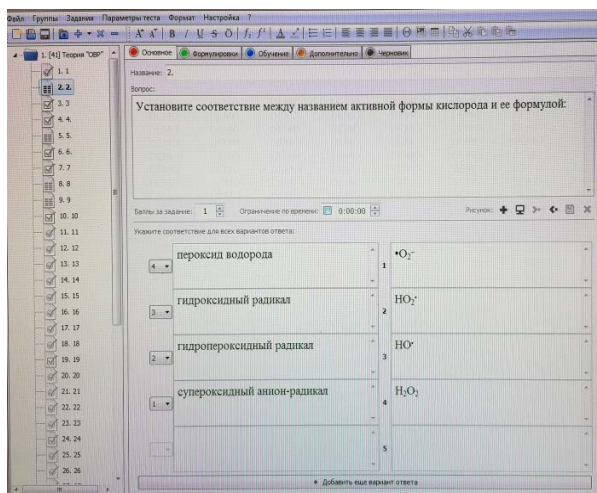 Файл Группы Задания Параметры теста Формат Настройка ?
1. [41] Теория "ОВР"
1. 1
2. 2.
3. 3
4. 4.
5. 5.
6. 6.
7. 7
8. 8
9. 9
10. 10
11. 11
12. 12
13. 13
14. 14
15. 15
16. 16
17. 17
18. 18
19. 19
20. 20
21. 21
22. 22
23. 23
24. 24
25. 25
26. 26
Основное Формулировки Обучение Дополнительно Черновик
Название: 2.
Вопрос:
Установите соответствие между названием активной формы кислорода и ее формулой:
Баллы за задание: 1 Ограничение по времени: 0:00:00 Рисунок:
Укажите соответствие для всех вариантов ответа:
4 пероксид водорода 1 •O₂⁻
3 гидроксидный радикал 2 HO₂•
2 гидропероксидный радикал 3 HO•
1 супероксидный анион-радикал 4 H₂O₂
5
+ Добавить еще вариант ответа